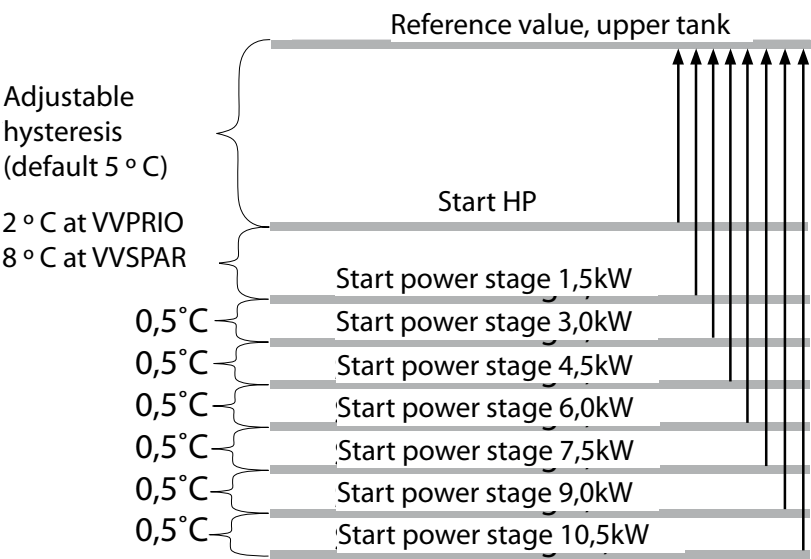 Reference value, upper tank
Adjustable
hysteresis
(default 5 º C)
Start HP
2 º C at VVPRIO
8 º C at VVSPAR
Start power stage 1,5kW
0,5˚C
Start power stage 3,0kW
0,5˚C
Start power stage 4,5kW
0,5˚C
Start power stage 6,0kW
0,5˚C
Start power stage 7,5kW
0,5˚C
Start power stage 9,0kW
0,5˚C
Start power stage 10,5kW